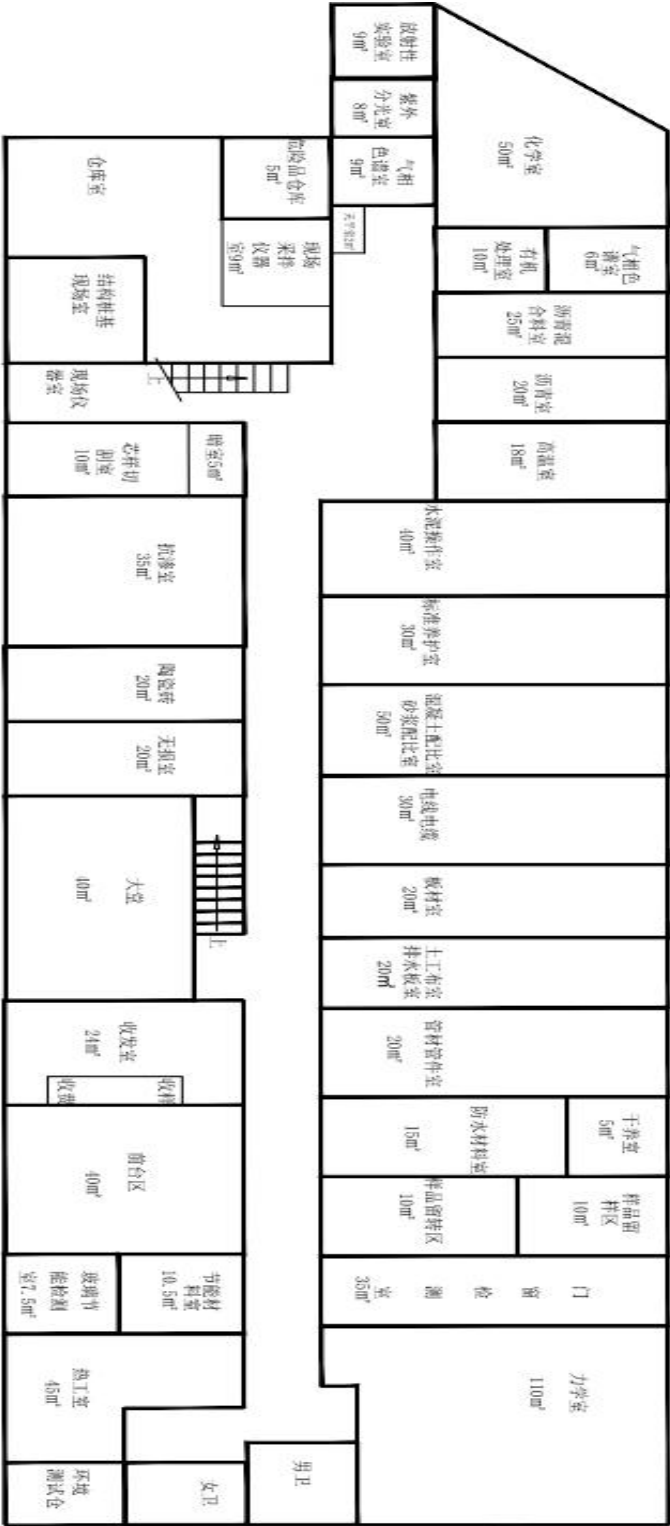 放射性
实验室
9㎡
紫外
分光室
8㎡
气相
色谱室
9㎡
化学室
50㎡
仓库室
危险品仓库
5㎡
现场
采样
仪器
室9㎡
气相色
谱室
6㎡
有机
处理室
10㎡
沥青混
合料室
25㎡
结构桩基
现场室
上
沥青室
20㎡
现场仪
器室
高温室
18㎡
暗室5㎡
芯样切
割室
10㎡
水泥操作室
40㎡
抗渗室
35㎡
标准养护室
30㎡
陶瓷砖
20㎡
混凝土配比室
砂浆配比室
50㎡
无损室
20㎡
电线电缆
30㎡
大堂
40㎡
上
板材室
20㎡
土工布室
排水板室
20㎡
收发室
24㎡
收样
收费
管材管件室
20㎡
干养室
5㎡
防水材料室
15㎡
前台区
40㎡
样品留
样区
10㎡
样品留转区
10㎡
节能材
料室
10.5㎡
玻璃节
能检测
室7.5㎡
门窗检测室
35㎡
热工室
45㎡
力学室
110㎡
男卫
女卫
环境
测试仓